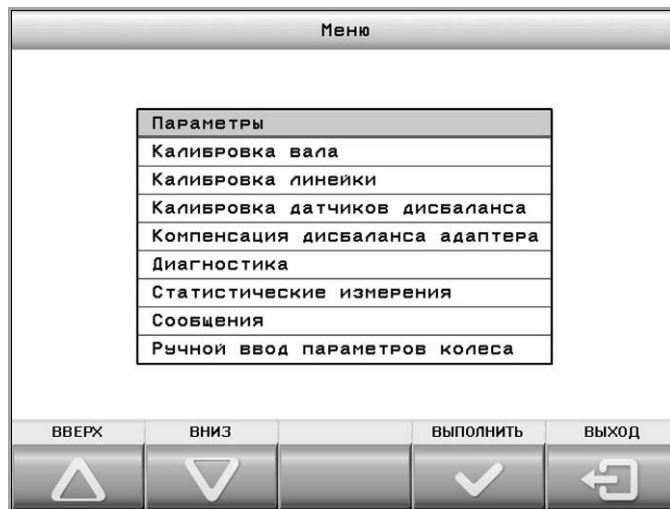 Меню
Параметры
Калибровка вала
Калибровка линейки
Калибровка датчиков дисбаланса
Компенсация дисбаланса адаптера
Диагностика
Статистические измерения
Сообщения
Ручной ввод параметров колеса
ВВЕРХ ВНИЗ ВЫПОЛНИТЬ ВЫХОД